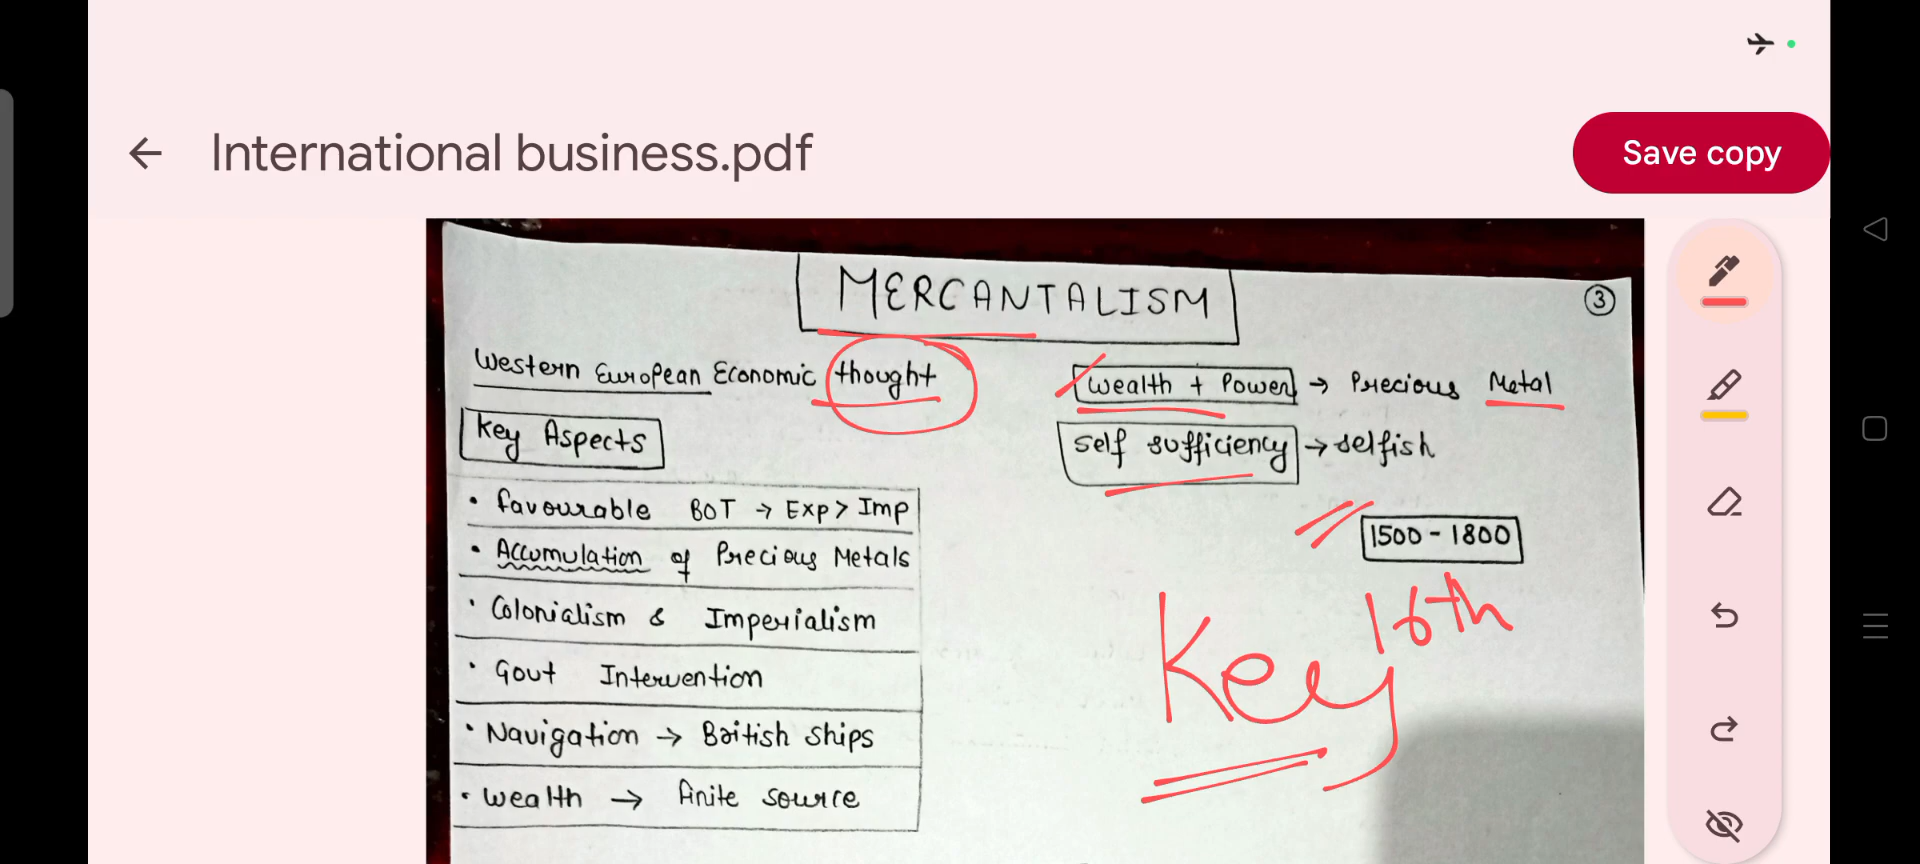 International business.pdf
Save copy
MERCANTALISM
3
Western European Economic thought
Wealth + Power → Precious Metal
Key Aspects
Self sufficiency → selfish
• favourable BOT → Exp > Imp
1500 - 1800
• Accumulation of Precious Metals
16th
• Colonialism & Imperialism
Key
• Govt Intervention
• Navigation → British ships
• Wealth → finite source